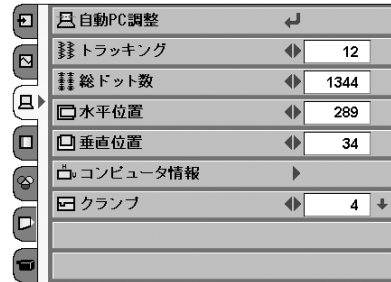 自動PC調整
トラッキング 12
総ドット数 1344
水平位置 289
垂直位置 34
コンピュータ情報
クランプ 4